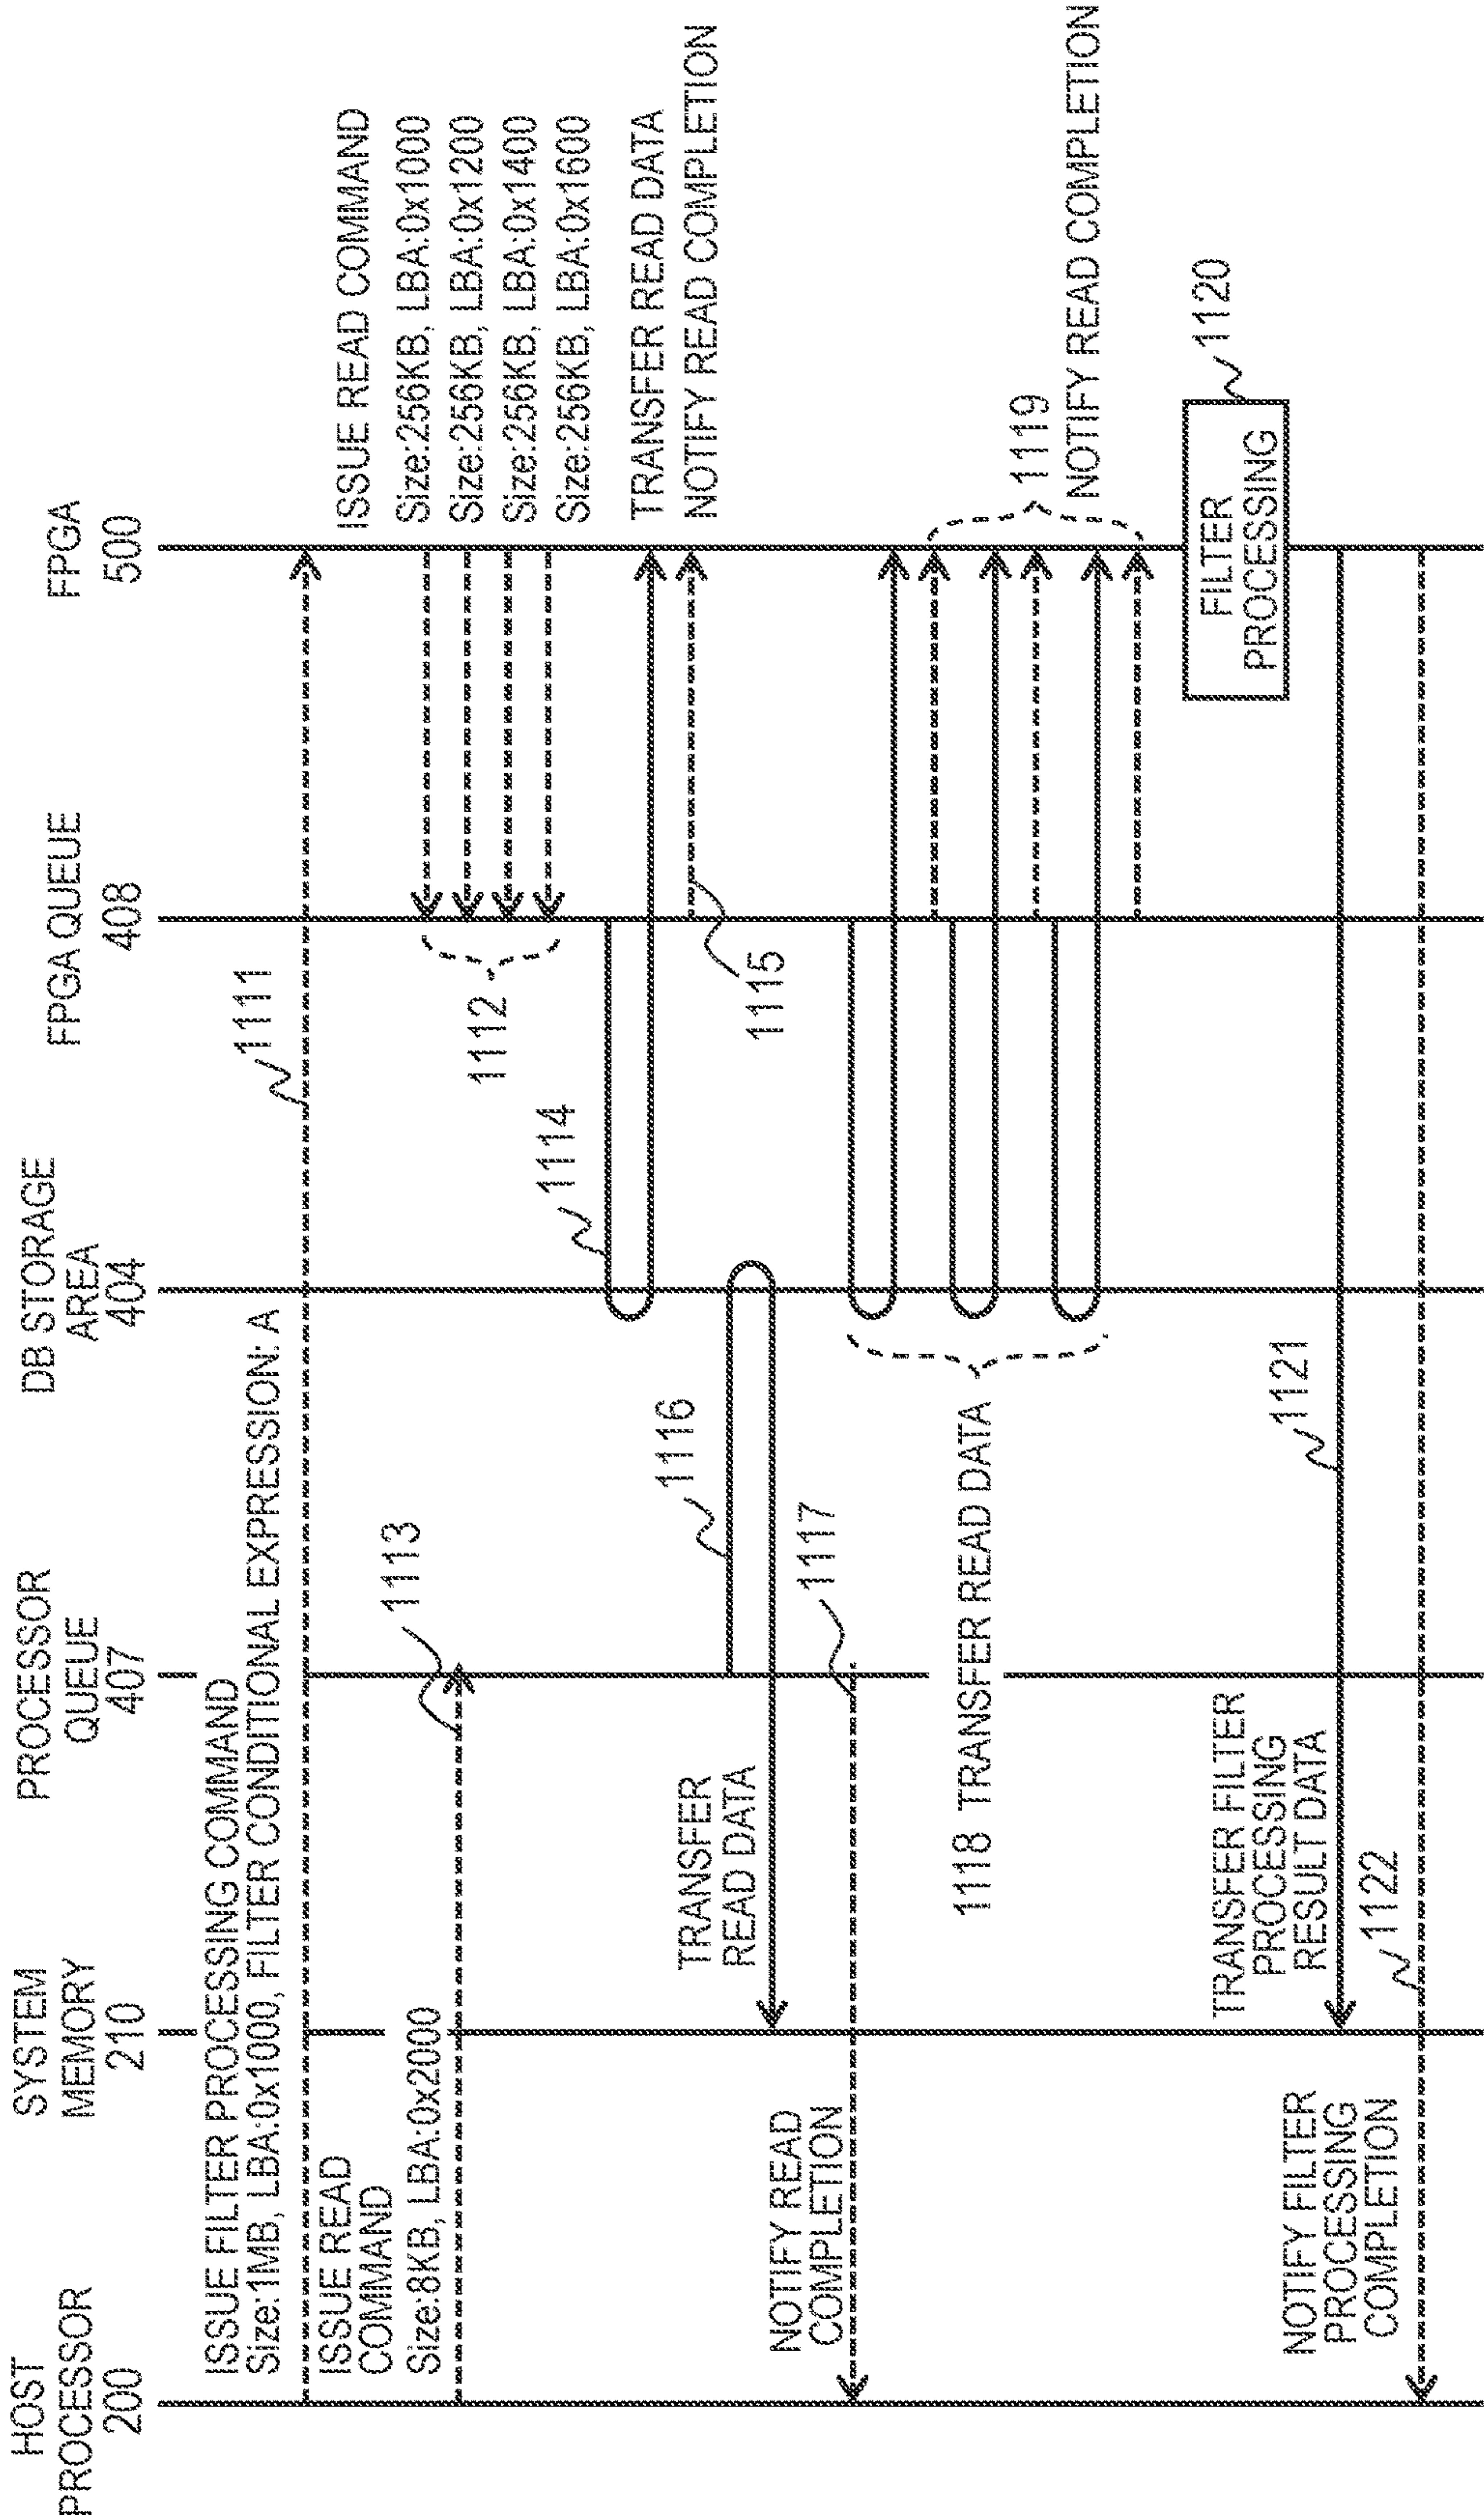 HOST
PROCESSOR
200
SYSTEM
MEMORY
210
PROCESSOR
QUEUE
407
DB STORAGE
AREA
404
FPGA QUEUE
408
FPGA
500
ISSUE FILTER PROCESSING COMMAND
Size:1MB, LBA:0x1000, FILTER CONDITIONAL EXPRESSION: A
1111
ISSUE READ
COMMAND
Size:8KB, LBA:0x2000
1113
ISSUE READ COMMAND
Size:256KB, LBA:0x1000
Size:256KB, LBA:0x1200
Size:256KB, LBA:0x1400
Size:256KB, LBA:0x1600
1112
1114
TRANSFER READ DATA
NOTIFY READ COMPLETION
1115
TRANSFER
READ DATA
1116
NOTIFY READ
COMPLETION
1117
1118 TRANSFER READ DATA
1119
NOTIFY READ COMPLETION
FILTER
PROCESSING
1120
TRANSFER FILTER
PROCESSING
RESULT DATA
1121
NOTIFY FILTER
PROCESSING
COMPLETION
1122